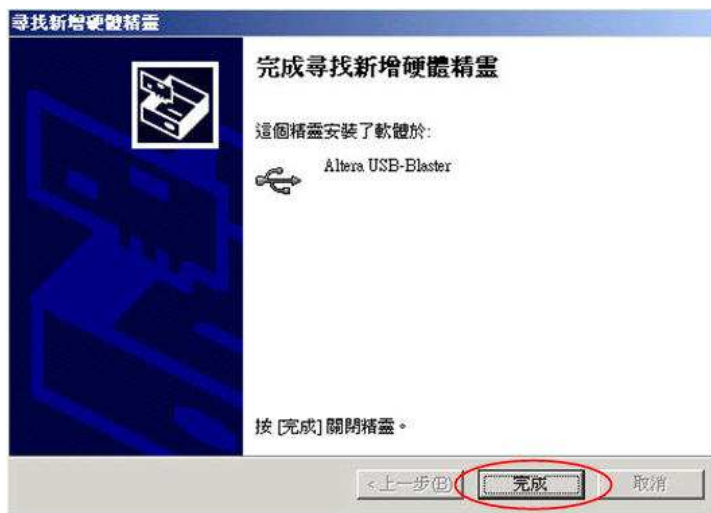 尋找新增硬體精靈
完成尋找新增硬體精靈
這個精靈安裝了軟體於:
Altera USB-Blaster
按 [完成] 關閉精靈。
<上一步(B)
完成
取消